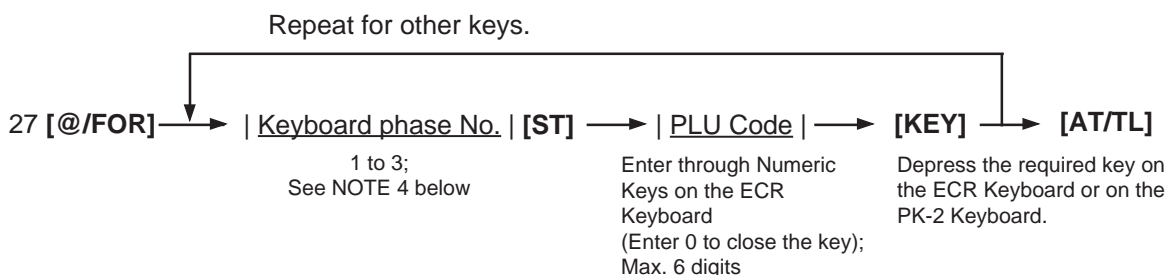 Repeat for other keys.
27 [@/FOR] | Keyboard phase No. | [ST] | PLU Code | [KEY] [AT/TL]
1 to 3;
See NOTE 4 below
Enter through Numeric
Keys on the ECR
Keyboard
(Enter 0 to close the key);
Max. 6 digits
Depress the required key on
the ECR Keyboard or on the
PK-2 Keyboard.